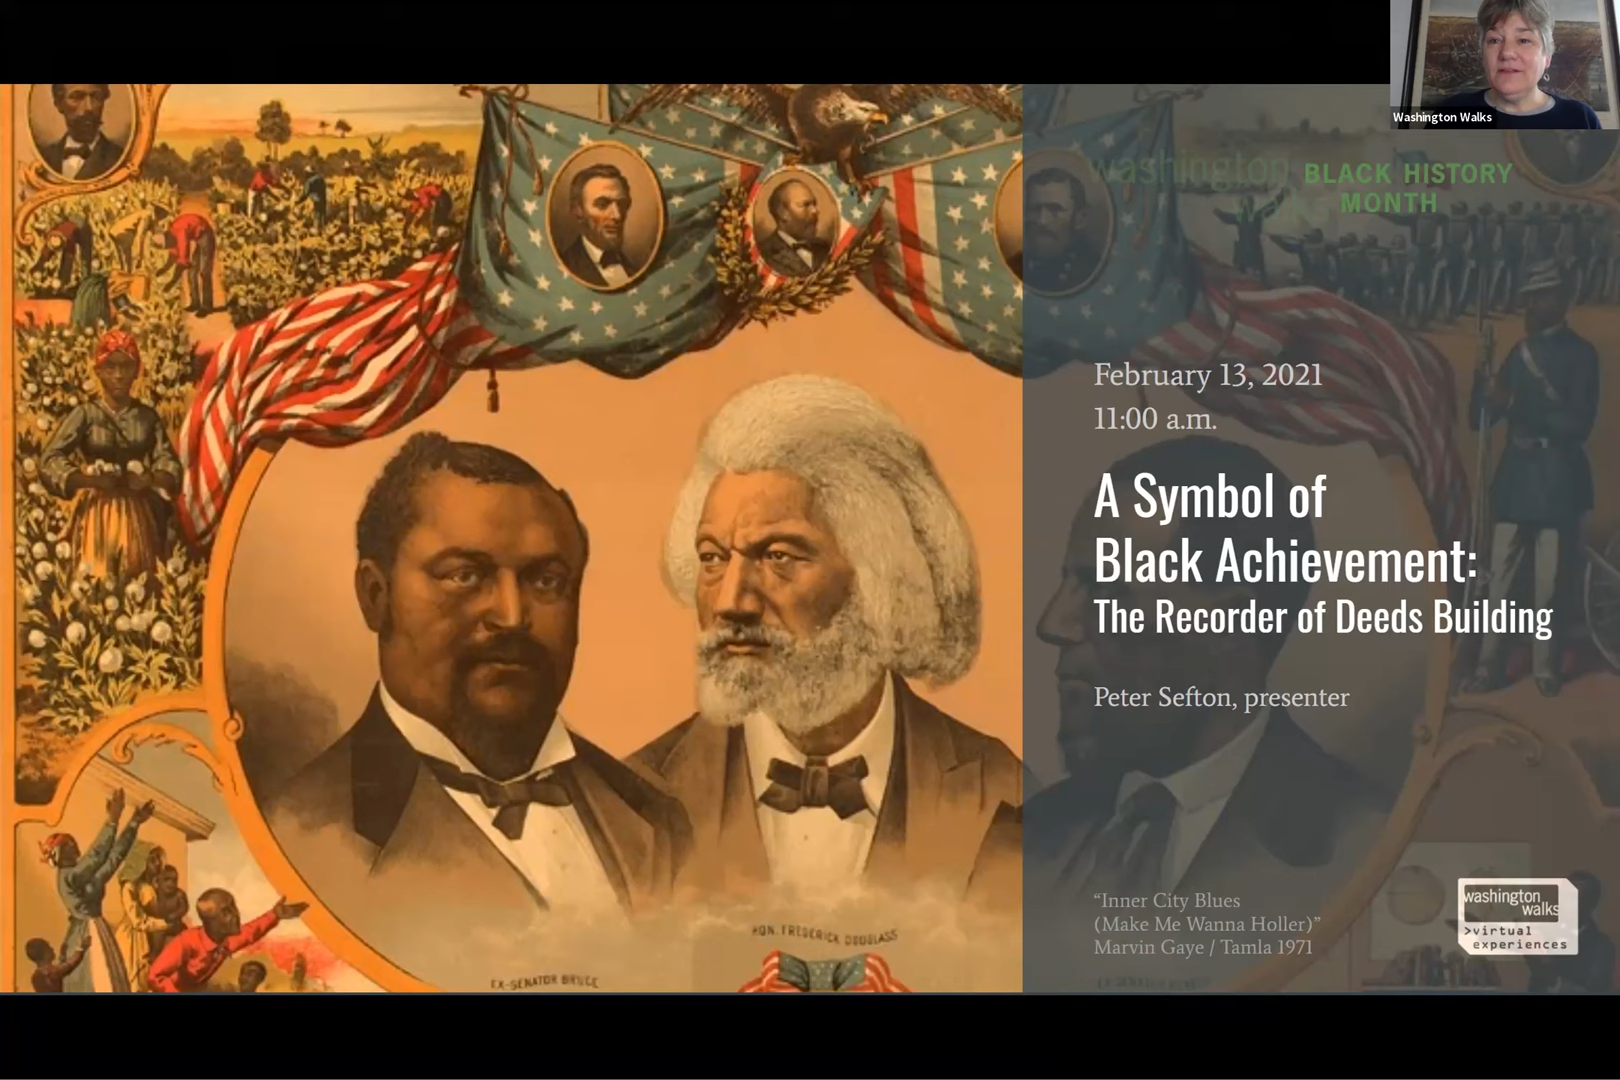 Washington Walks
washington
walks
BLACK HISTORY
MONTH
February 13, 2021
11:00 a.m.
A Symbol of
Black Achievement:
The Recorder of Deeds Building
Peter Sefton, presenter
“Inner City Blues
(Make Me Wanna Holler)”
Marvin Gaye / Tamla 1971
washington
walks
>virtual
experiences
HON. FREDERICK DOUGLASS
EX-SENATOR BRUCE